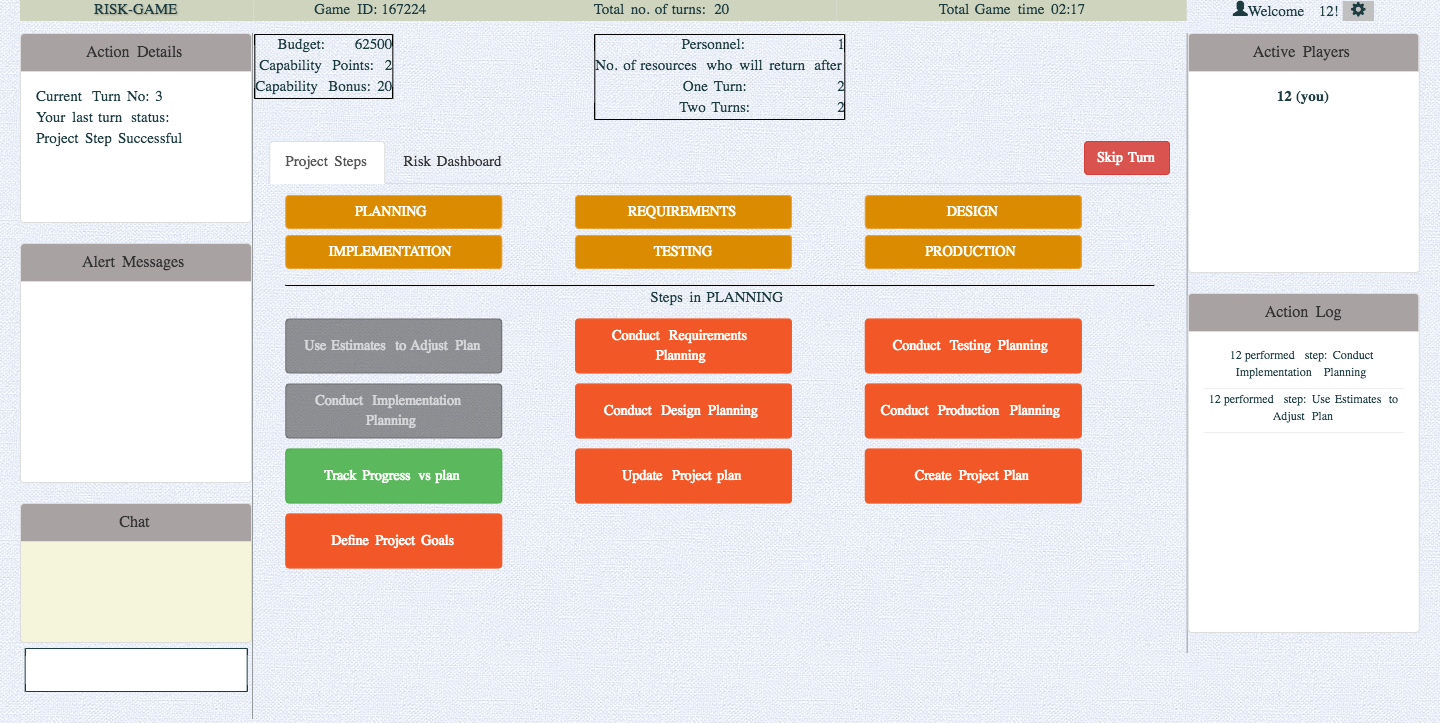 RISK-GAME
Game ID: 167224
Total no. of turns: 20
Total Game time 02:17
Welcome 12!
Action Details
Current Turn No: 3
Your last turn status:
Project Step Successful
Alert Messages
Chat
Budget: 62500
Capability Points: 2
Capability Bonus: 20
Personnel: 1
No. of resources who will return after
One Turn: 2
Two Turns: 2
Project Steps
Risk Dashboard
Skip Turn
PLANNING
REQUIREMENTS
DESIGN
IMPLEMENTATION
TESTING
PRODUCTION
Steps in PLANNING
Use Estimates to Adjust Plan
Conduct Requirements
Planning
Conduct Testing Planning
Conduct Implementation
Planning
Conduct Design Planning
Conduct Production Planning
Track Progress vs plan
Update Project plan
Create Project Plan
Define Project Goals
Active Players
12 (you)
Action Log
12 performed step: Conduct
Implementation Planning
12 performed step: Use Estimates to
Adjust Plan